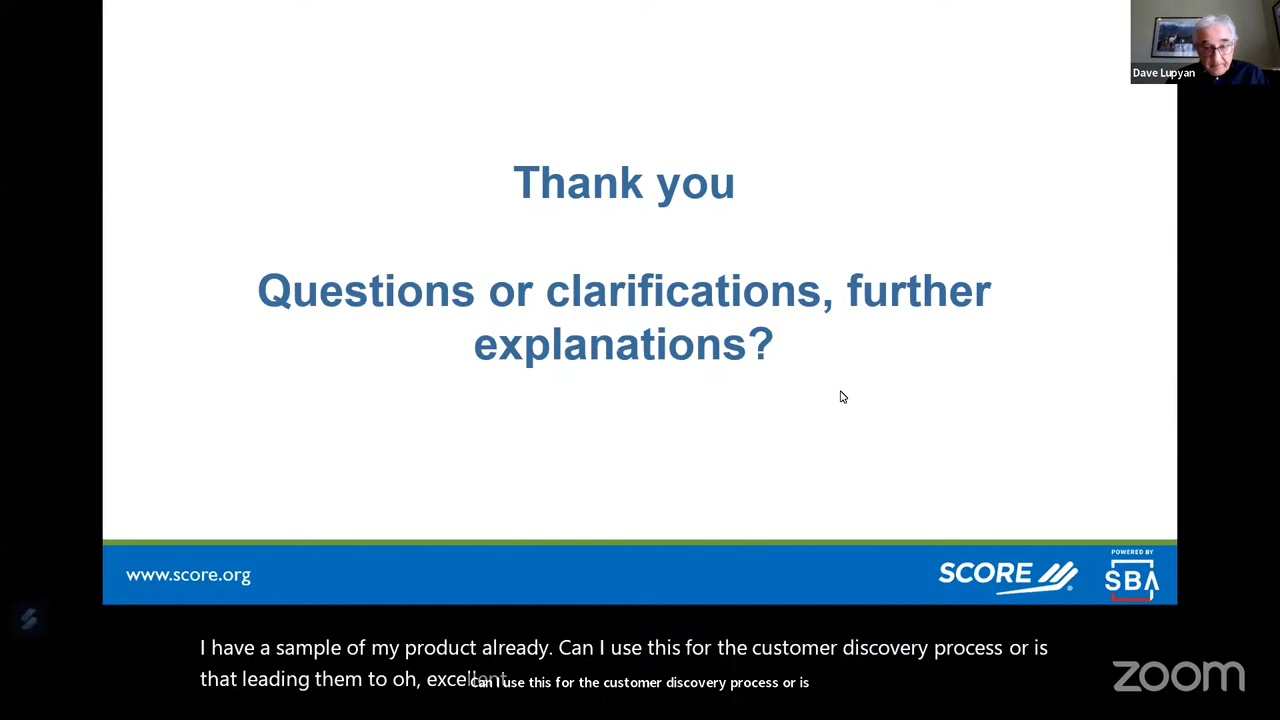 Dave Lupyan
Thank you
Questions or clarifications, further
explanations?
www.score.org
SCORE
POWERED BY
SBA
I have a sample of my product already. Can I use this for the customer discovery process or is
that leading them to oh, excellent
Can I use this for the customer discovery process or is
zoom